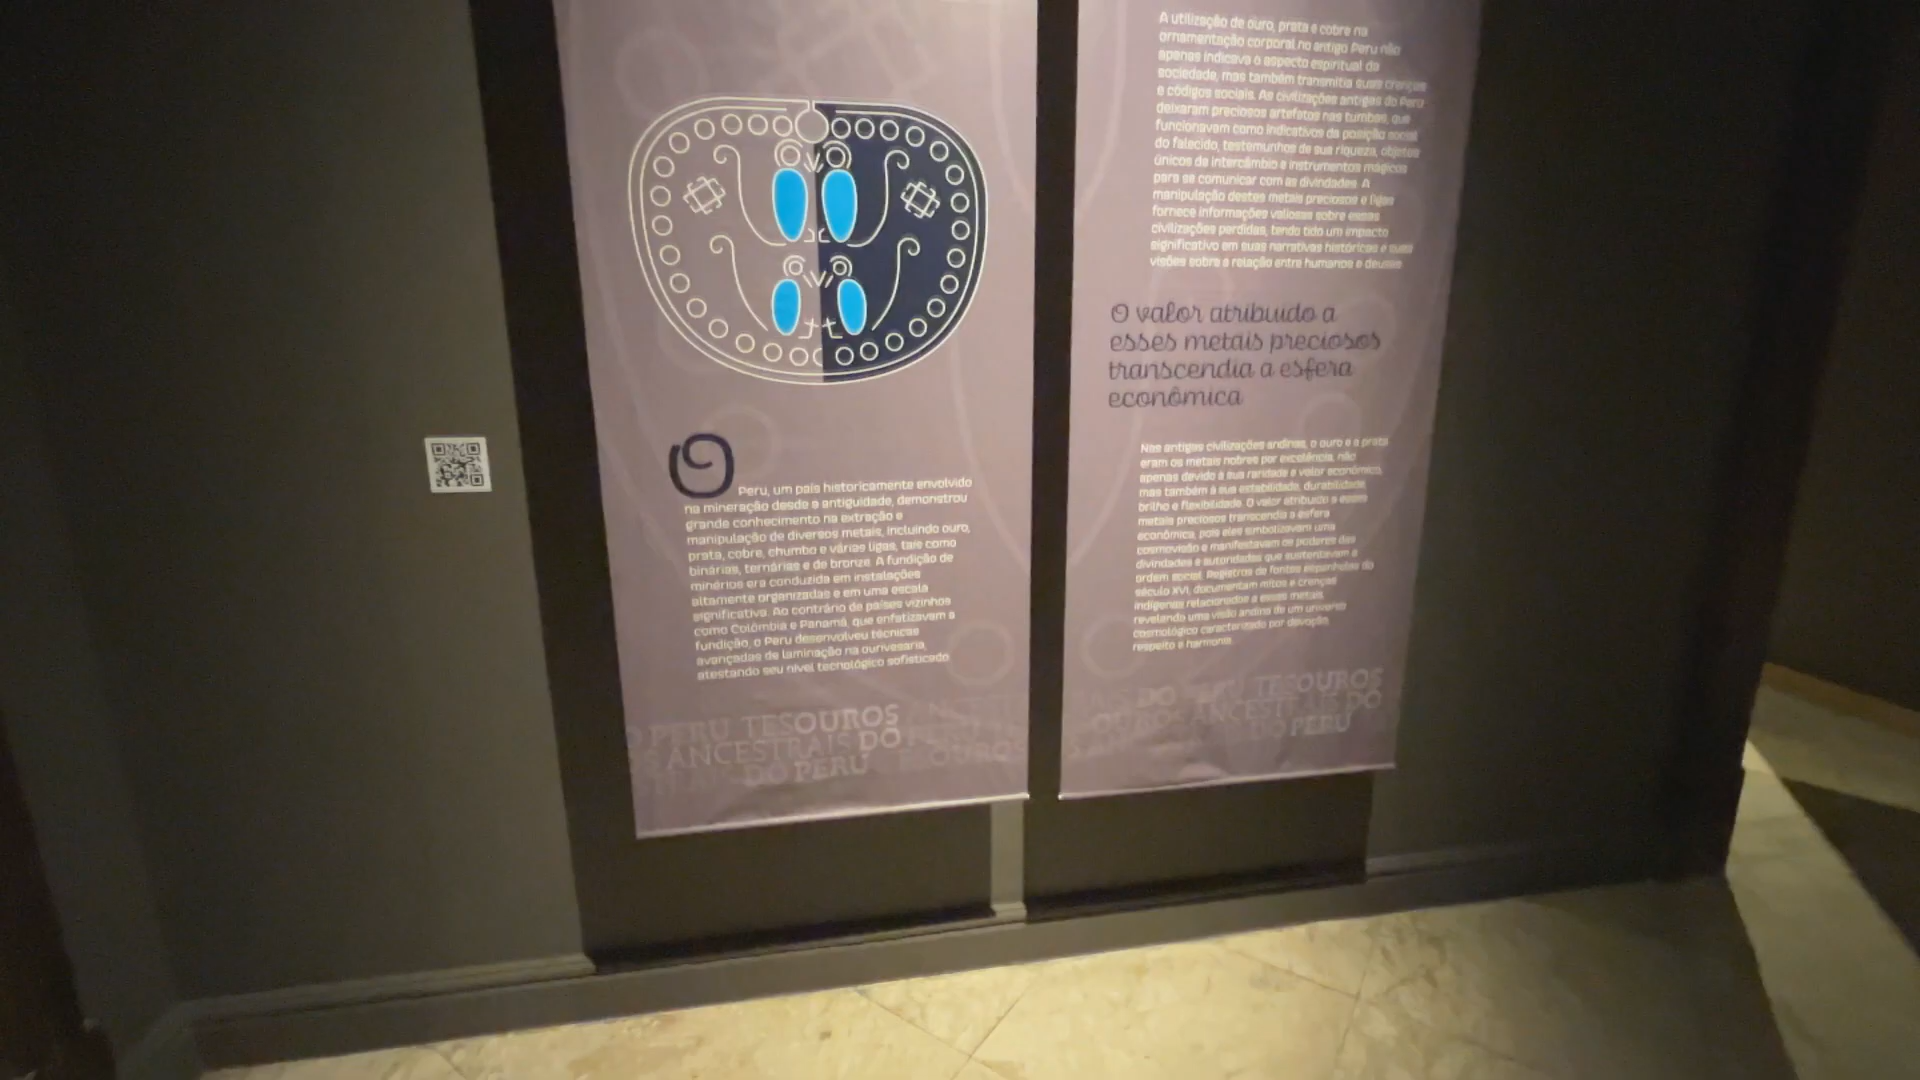 O
Peru, um país historicamente envolvido
na mineração desde a antiguidade, demonstrou
grande conhecimento na extração e
manipulação de diversos metais, incluindo ouro,
prata, cobre, chumbo e várias ligas, tais como
binárias, ternárias e de bronze. A fundição de
minérios era conduzida em instalações
altamente organizadas e em uma escala
significativa. Ao contrário de países vizinhos
como Colômbia e Panamá, que enfatizavam a
fundição, o Peru desenvolveu técnicas
avançadas de laminação na ourivesaria,
atestando seu nível tecnológico sofisticado.
O PERU TESOUROS
ANCESTRAIS DO
DO PERU
A utilização de ouro, prata e cobre na
ornamentação corporal no antigo Peru não
apenas indicava o aspecto espiritual da
sociedade, mas também transmitia suas crenças
e códigos sociais. As civilizações antigas do Peru
deixaram preciosos artefatos nas tumbas, que
funcionavam como indicativos da posição social
do falecido, testemunhos de sua riqueza, objetos
únicos de intercâmbio e instrumentos mágicos
para se comunicar com as divindades. A
manipulação destes metais preciosos e ligas
fornece informações valiosas sobre essas
civilizações perdidas, tendo tido um impacto
significativo em suas narrativas históricas e suas
visões sobre a relação entre humanos e deuses.
O valor atribuído a
esses metais preciosos
transcendia a esfera
econômica
Nas antigas civilizações andinas, o ouro e a prata
eram os metais nobres por excelência, não
apenas devido à sua raridade e valor econômico,
mas também à sua estabilidade, durabilidade,
brilho e flexibilidade. O valor atribuído a esses
metais preciosos transcendia a esfera
econômica, pois eles simbolizavam uma
cosmovisão e manifestavam os poderes das
divindades e autoridades que sustentavam a
ordem social. Registros de fontes espanholas do
século XVI, documentam mitos e crenças
indígenas relacionados a esses metais,
revelando uma visão andina de um universo
cosmológico caracterizado por devoção,
respeito e harmonia.
DO PERU TESOUROS
ANCESTRAIS DO
DO PERU